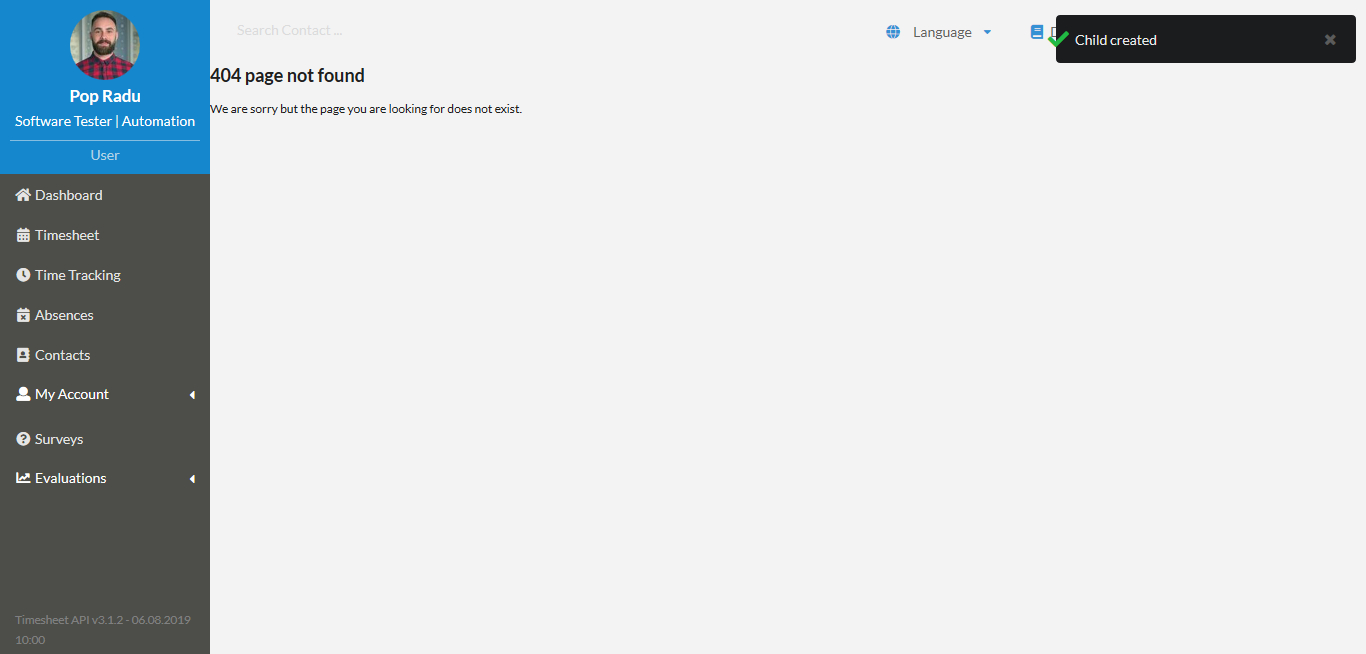 Pop Radu
Software Tester | Automation
User
Dashboard
Timesheet
Time Tracking
Absences
Contacts
My Account
Surveys
Evaluations
Timesheet API v3.1.2 - 06.08.2019
10:00
Search Contact ...
Language
Child created
404 page not found
We are sorry but the page you are looking for does not exist.